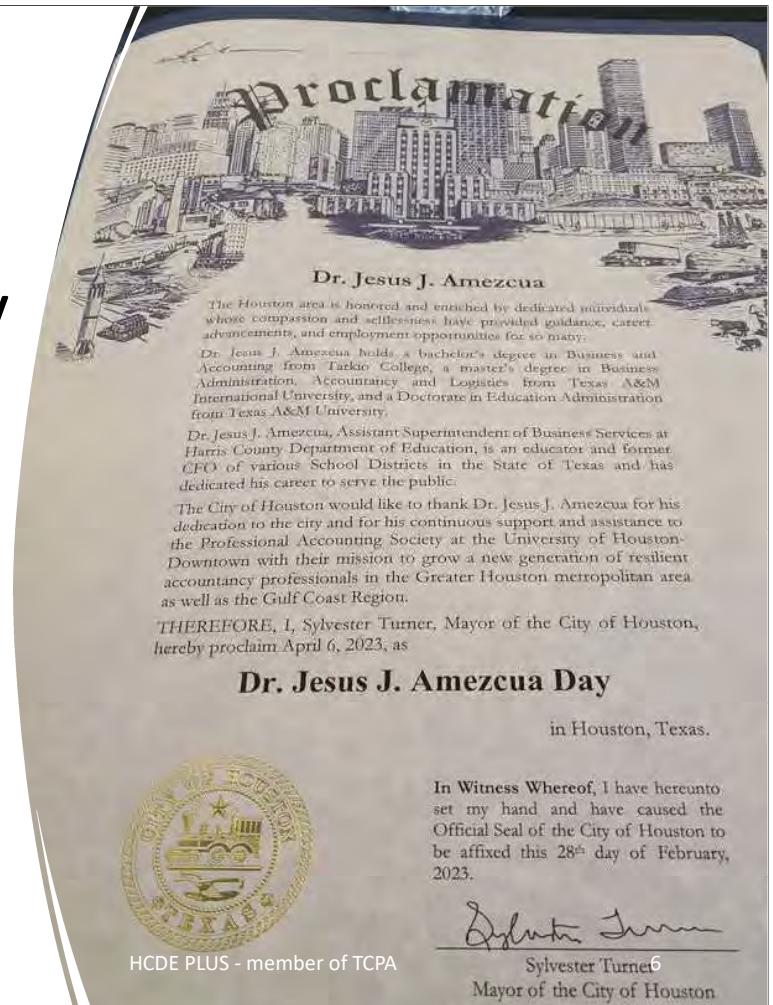 y
Proclamation
Dr. Jesus J. Amezcua
The Houston area is honored and enriched by dedicated individuals
whose compassion and selflessness have provided guidance, career
advancements, and employment opportunities for so many.
Dr. Jesus J. Amezcua holds a bachelor's degree in Business and
Accounting from Tarkio College, a master's degree in Business
Administration, Accountancy and Logistics from Texas A&M
International University, and a Doctorate in Education Administration
from Texas A&M University.
Dr. Jesus J. Amezcua, Assistant Superintendent of Business Services at
Harris County Department of Education, is an educator and former
CFO of various School Districts in the State of Texas and has
dedicated his career to serve the public.
The City of Houston would like to thank Dr. Jesus J. Amezcua for his
dedication to the city and for his continuous support and assistance to
the Professional Accounting Society at the University of Houston-
Downtown with their mission to grow a new generation of resilient
accountancy professionals in the Greater Houston metropolitan area
as well as the Gulf Coast Region.
THEREFORE, I, Sylvester Turner, Mayor of the City of Houston,
hereby proclaim April 6, 2023, as
Dr. Jesus J. Amezcua Day
in Houston, Texas.
In Witness Whereof, I have hereunto
set my hand and have caused the
Official Seal of the City of Houston to
be affixed this 28th day of February,
2023.
CITY OF HOUSTON
TEXAS
Sylvester Turner
Sylvester Turner
Mayor of the City of Houston
HCDE PLUS - member of TCPA
6